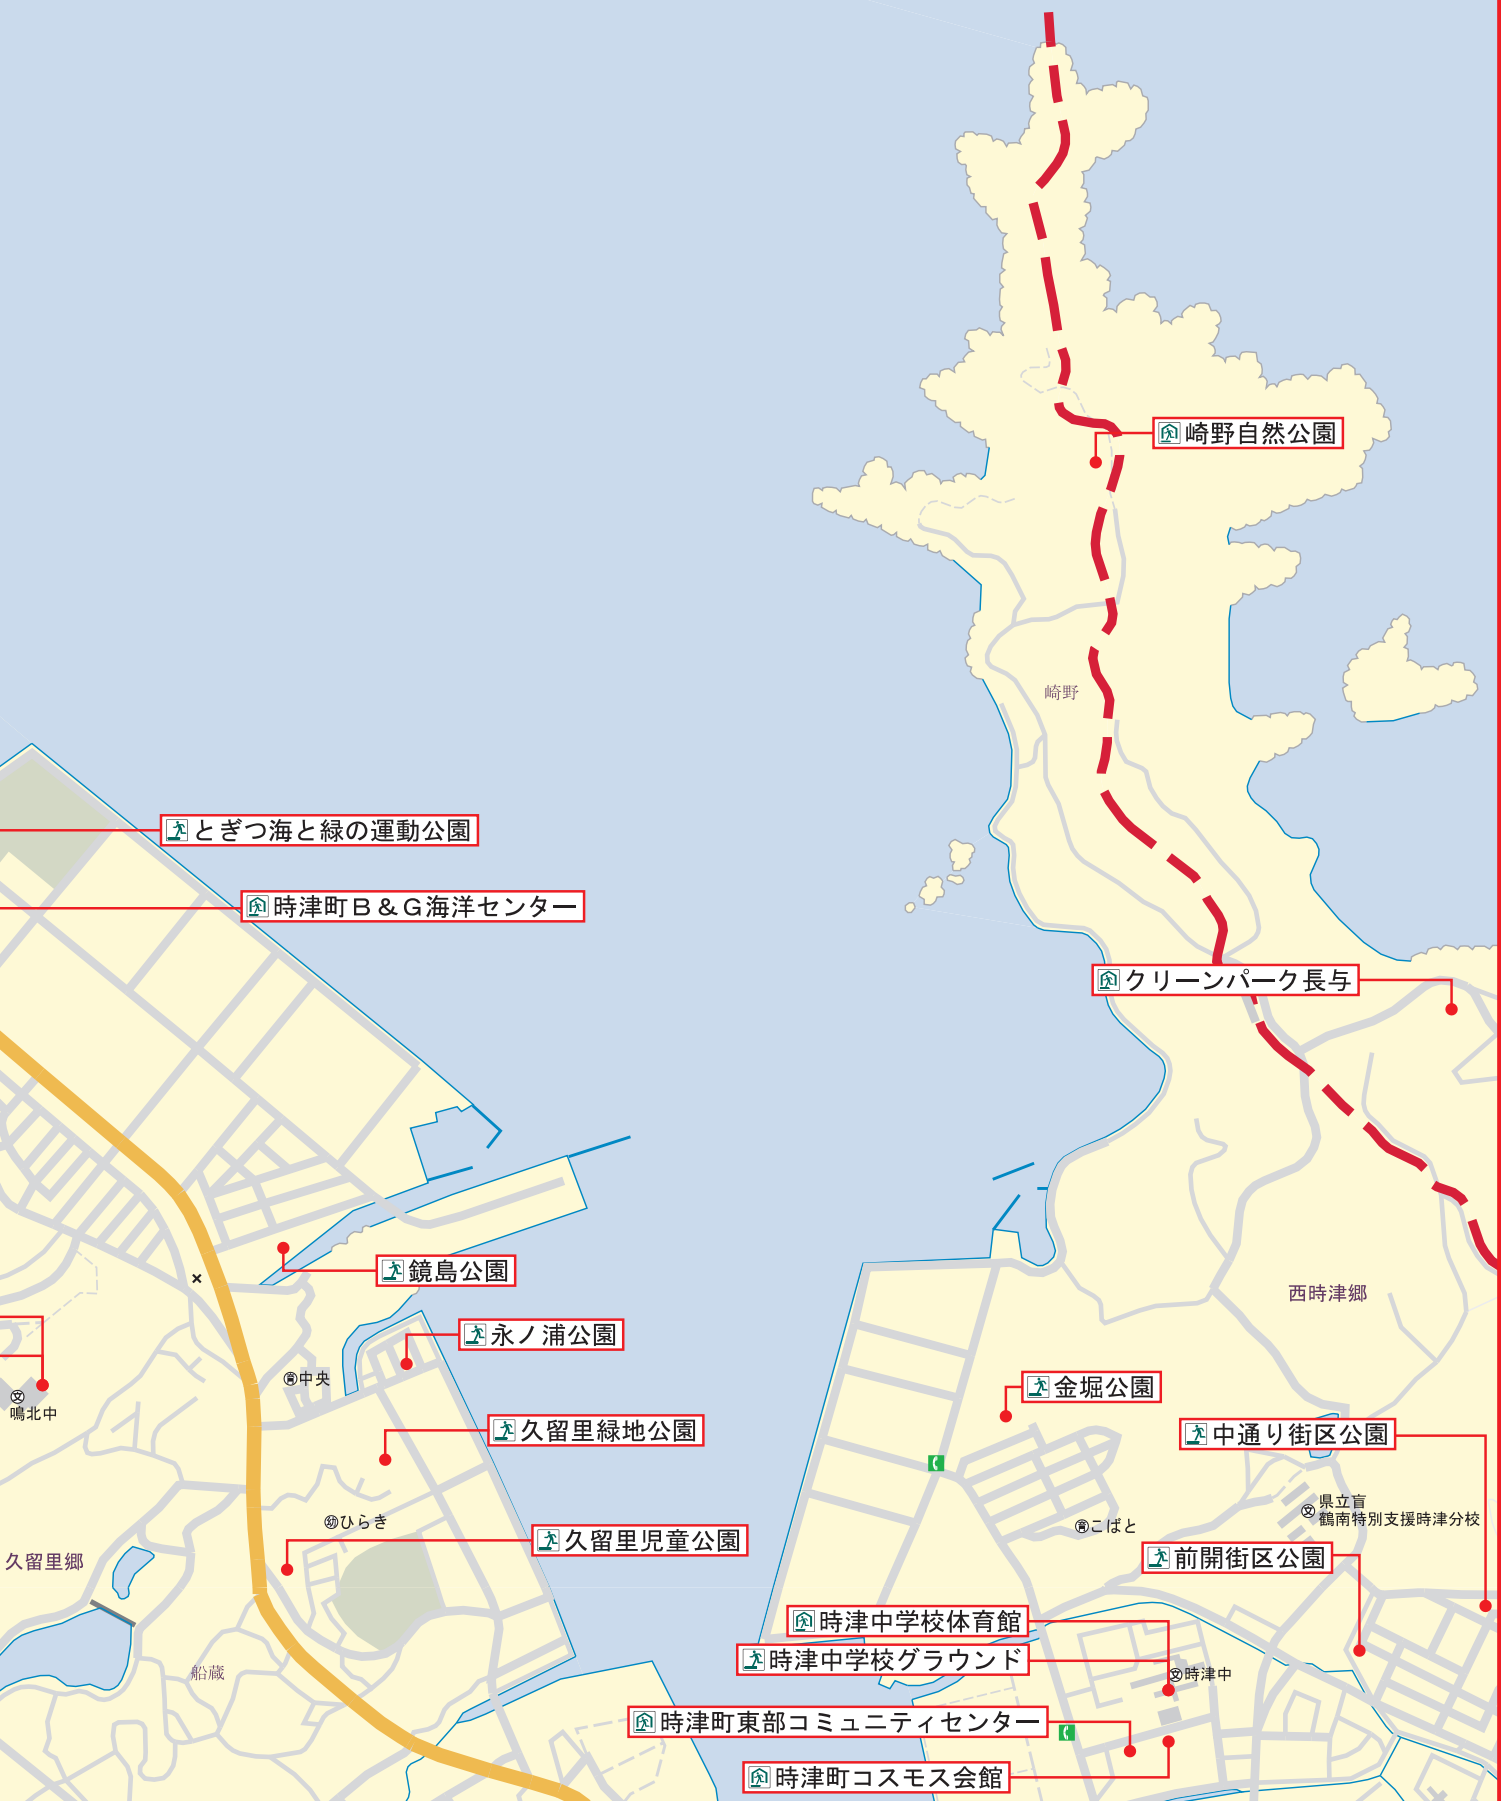 崎野自然公園
崎野
とぎつ海と緑の運動公園
時津町B&G海洋センター
クリーンパーク長与
鏡島公園
西時津郷
永ノ浦公園
㊲中央
金堀公園
文
鳴北中
久留里緑地公園
中通り街区公園
県立盲
文
鶴南特別支援時津分校
幼ひらき
育こばと
久留里児童公園
前開街区公園
久留里郷
時津中学校体育館
時津中学校グラウンド
船蔵
文時津中
時津町東部コミュニティセンター
時津町コスモス会館